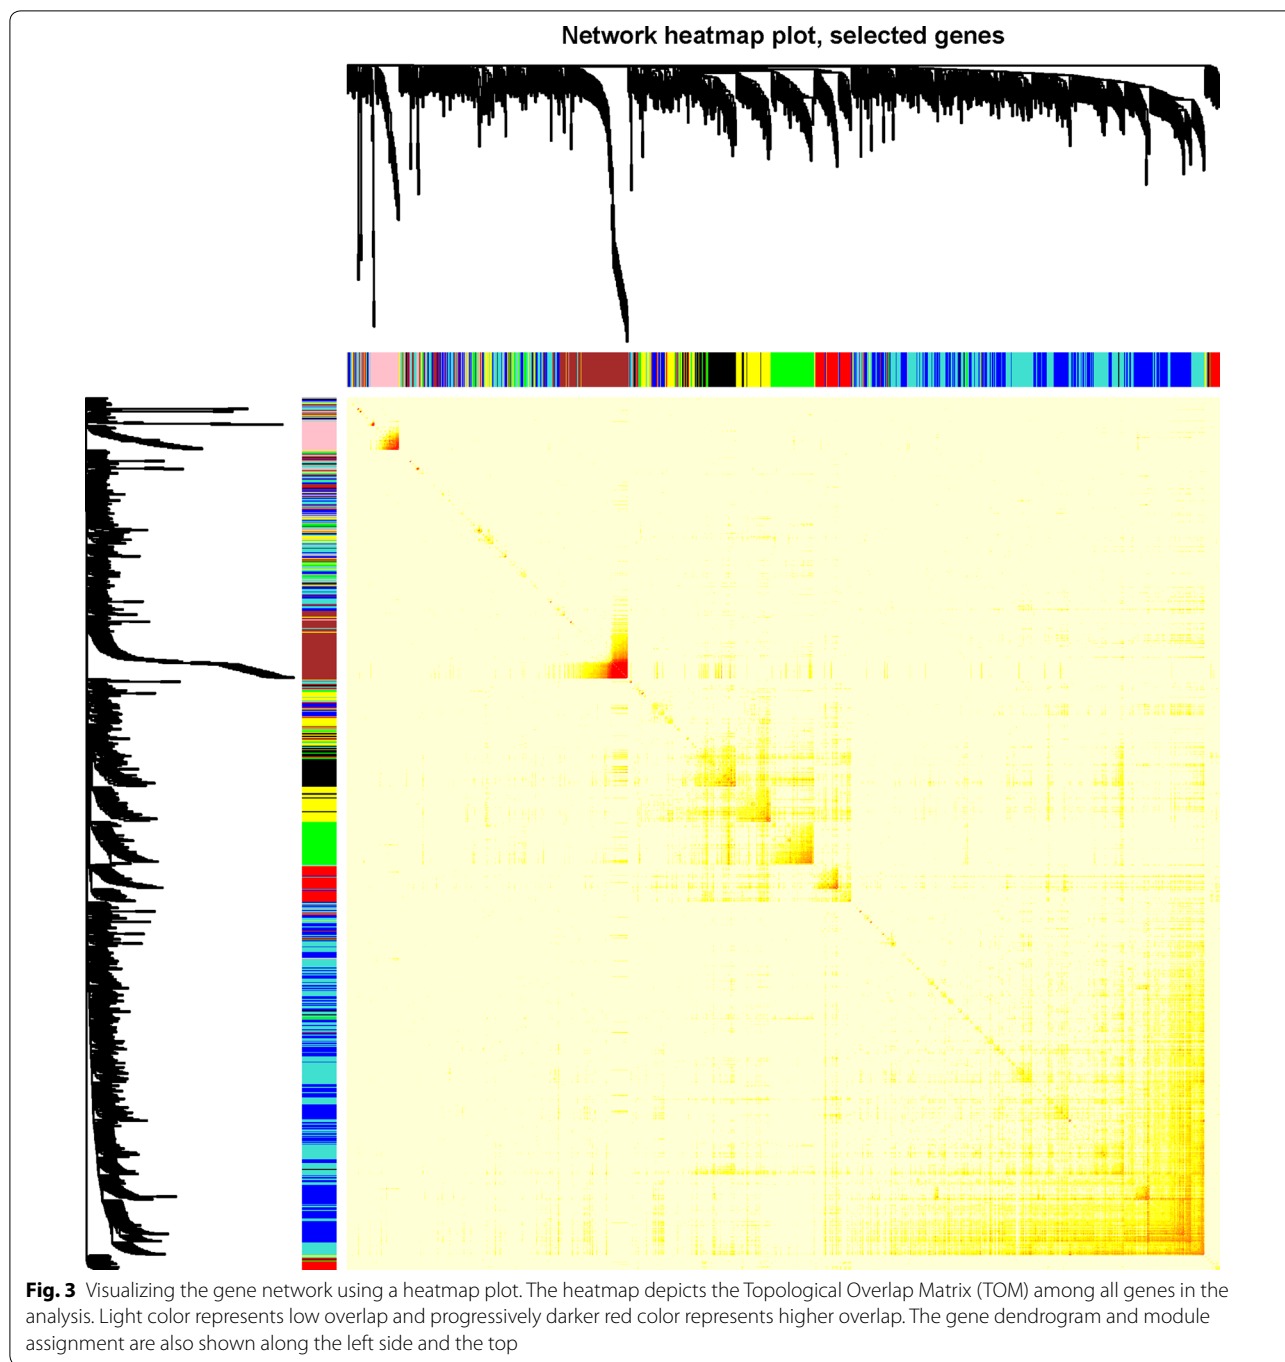 Network heatmap plot, selected genes
Fig. 3 Visualizing the gene network using a heatmap plot. The heatmap depicts the Topological Overlap Matrix (TOM) among all genes in the
analysis. Light color represents low overlap and progressively darker red color represents higher overlap. The gene dendrogram and module
assignment are also shown along the left side and the top